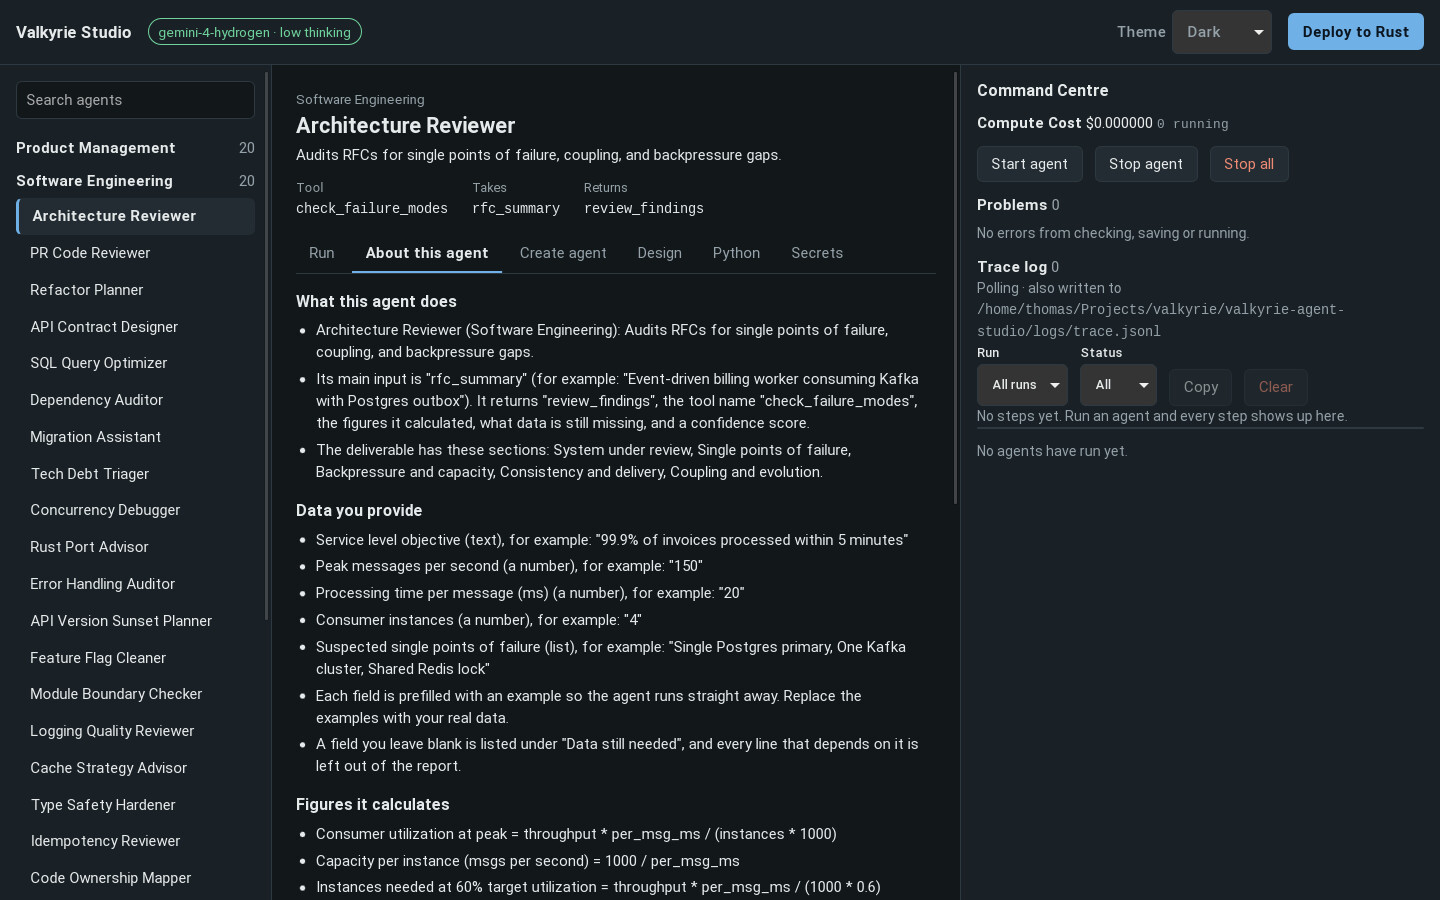 Valkyrie Studio
gemini-4-hydrogen · low thinking
Theme
Dark
Deploy to Rust
Search agents
Product Management 20
Software Engineering 20
Architecture Reviewer
PR Code Reviewer
Refactor Planner
API Contract Designer
SQL Query Optimizer
Dependency Auditor
Migration Assistant
Tech Debt Triager
Concurrency Debugger
Rust Port Advisor
Error Handling Auditor
API Version Sunset Planner
Feature Flag Cleaner
Module Boundary Checker
Logging Quality Reviewer
Cache Strategy Advisor
Type Safety Hardener
Idempotency Reviewer
Code Ownership Mapper
Software Engineering
Architecture Reviewer
Audits RFCs for single points of failure, coupling, and backpressure gaps.
Tool Takes Returns
check_failure_modes rfc_summary review_findings
Run About this agent Create agent Design Python Secrets
What this agent does
• Architecture Reviewer (Software Engineering): Audits RFCs for single points of failure,
coupling, and backpressure gaps.
• Its main input is "rfc_summary" (for example: "Event-driven billing worker consuming Kafka
with Postgres outbox"). It returns "review_findings", the tool name "check_failure_modes",
the figures it calculated, what data is still missing, and a confidence score.
• The deliverable has these sections: System under review, Single points of failure,
Backpressure and capacity, Consistency and delivery, Coupling and evolution.
Data you provide
• Service level objective (text), for example: "99.9% of invoices processed within 5 minutes"
• Peak messages per second (a number), for example: "150"
• Processing time per message (ms) (a number), for example: "20"
• Consumer instances (a number), for example: "4"
• Suspected single points of failure (list), for example: "Single Postgres primary, One Kafka
cluster, Shared Redis lock"
• Each field is prefilled with an example so the agent runs straight away. Replace the
examples with your real data.
• A field you leave blank is listed under "Data still needed", and every line that depends on it is
left out of the report.
Figures it calculates
• Consumer utilization at peak = throughput * per_msg_ms / (instances * 1000)
• Capacity per instance (msgs per second) = 1000 / per_msg_ms
• Instances needed at 60% target utilization = throughput * per_msg_ms / (1000 * 0.6)
Command Centre
Compute Cost $0.000000 0 running
Start agent
Stop agent
Stop all
Problems 0
No errors from checking, saving or running.
Trace log 0
Polling · also written to
/home/thomas/Projects/valkyrie/valkyrie-agent-
studio/logs/trace.jsonl
Run Status
All runs All Copy Clear
No steps yet. Run an agent and every step shows up here.
No agents have run yet.